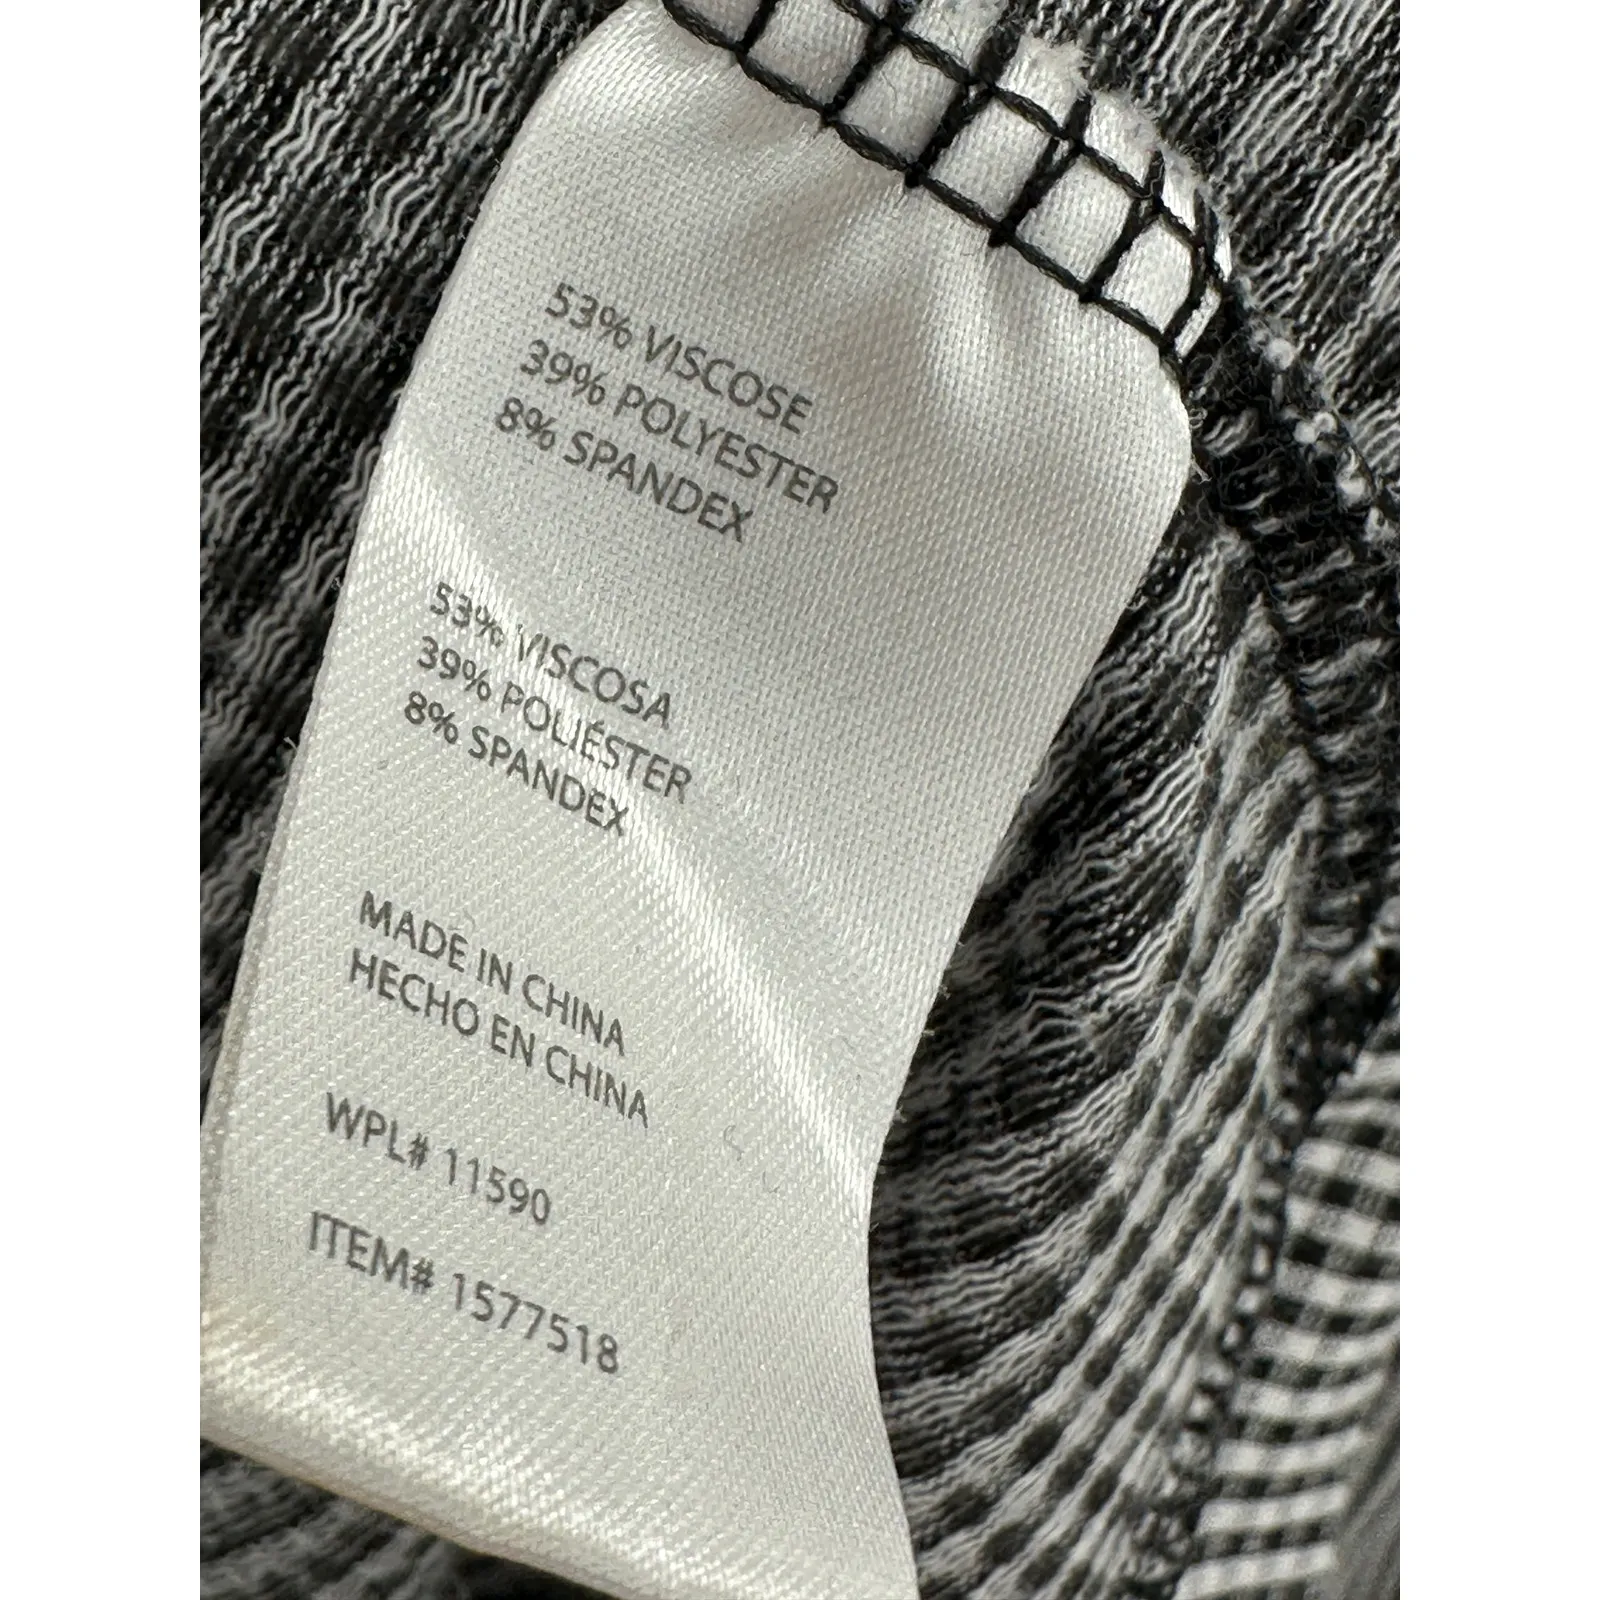 53% VISCOSE
39% POLYESTER
8% SPANDEX
53% VISCOSA
39% POLIÉSTER
8% SPANDEX
MADE IN CHINA
HECHO EN CHINA
WPL# 11590
ITEM# 1577518